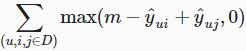 ∑ max(m − ŷ_{ui} + ŷ_{uj}, 0)
(u,i,j∈D)